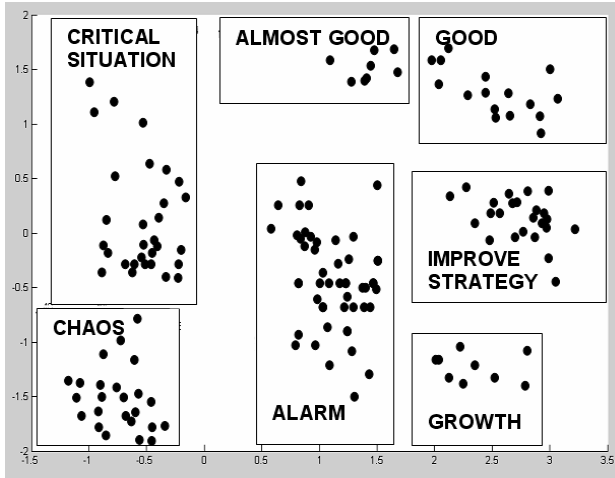 CRITICAL
SITUATION
ALMOST GOOD
GOOD
IMPROVE
STRATEGY
CHAOS
ALARM
GROWTH
2
1.5
1
0.5
0
-0.5
-1
-1.5
-2
-1.5
-1
-0.5
0
0.5
1
1.5
2
2.5
3
3.5